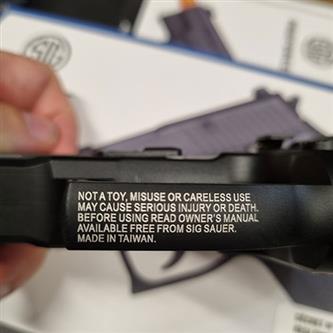 SIG
NOT A TOY, MISUSE OR CARELESS USE
MAY CAUSE SERIOUS INJURY OR DEATH.
BEFORE USING READ OWNER'S MANUAL
AVAILABLE FREE FROM SIG SAUER.
MADE IN TAIWAN.